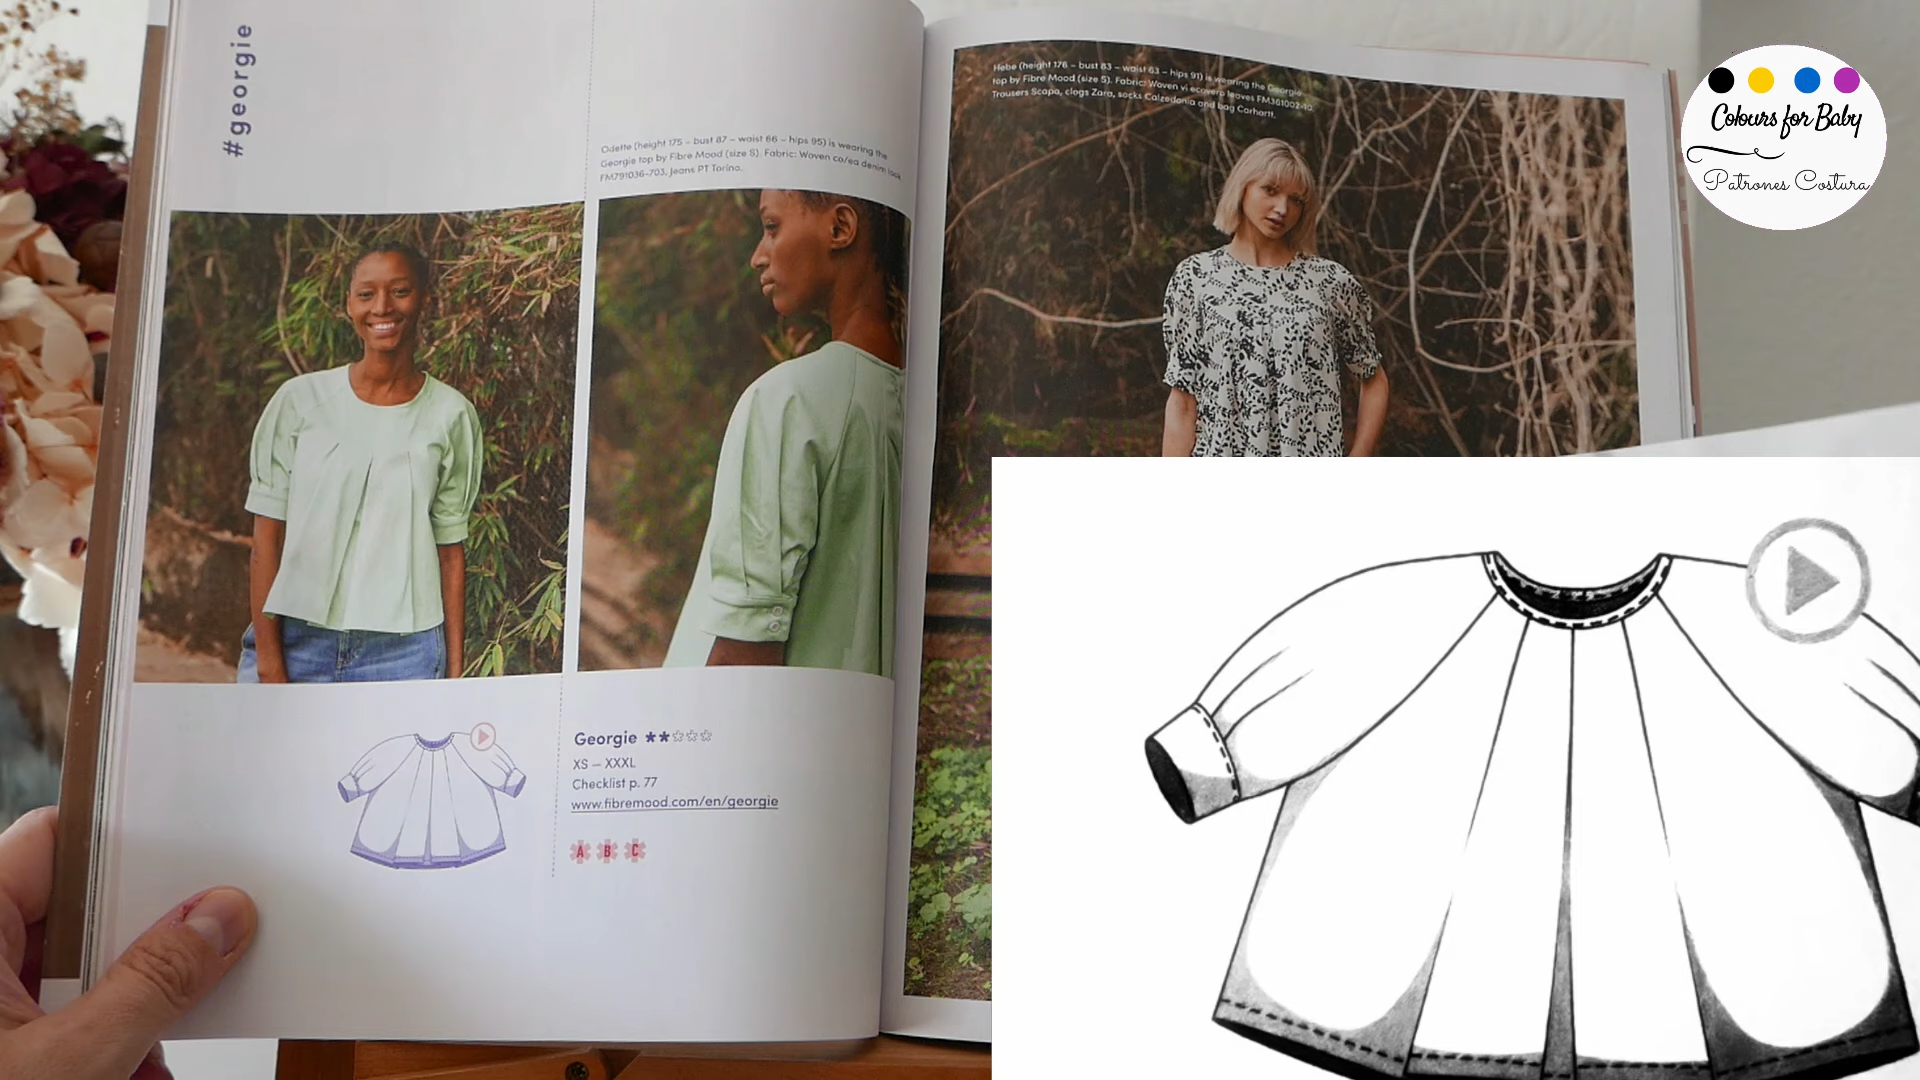 #georgie
Odette (height 175 – bust 87 – waist 66 – hips 95) is wearing the
Georgie top by Fibre Mood (size S). Fabric: Woven co/ea denim look
FM791036-703. Jeans PT Torino.
Hebe (height 176 – bust 83 – waist 63 – hips 91) is wearing the Georgie
top by Fibre Mood (size S). Fabric: Woven vi ecovero leaves FM361002-10.
Trousers Scapa, clogs Zara, socks Calzedonia and bag Carhartt.
Colours for Baby
Patrones Costura
Georgie ★★☆☆☆
XS – XXXL
Checklist p. 77
www.fibremood.com/en/georgie
A B C